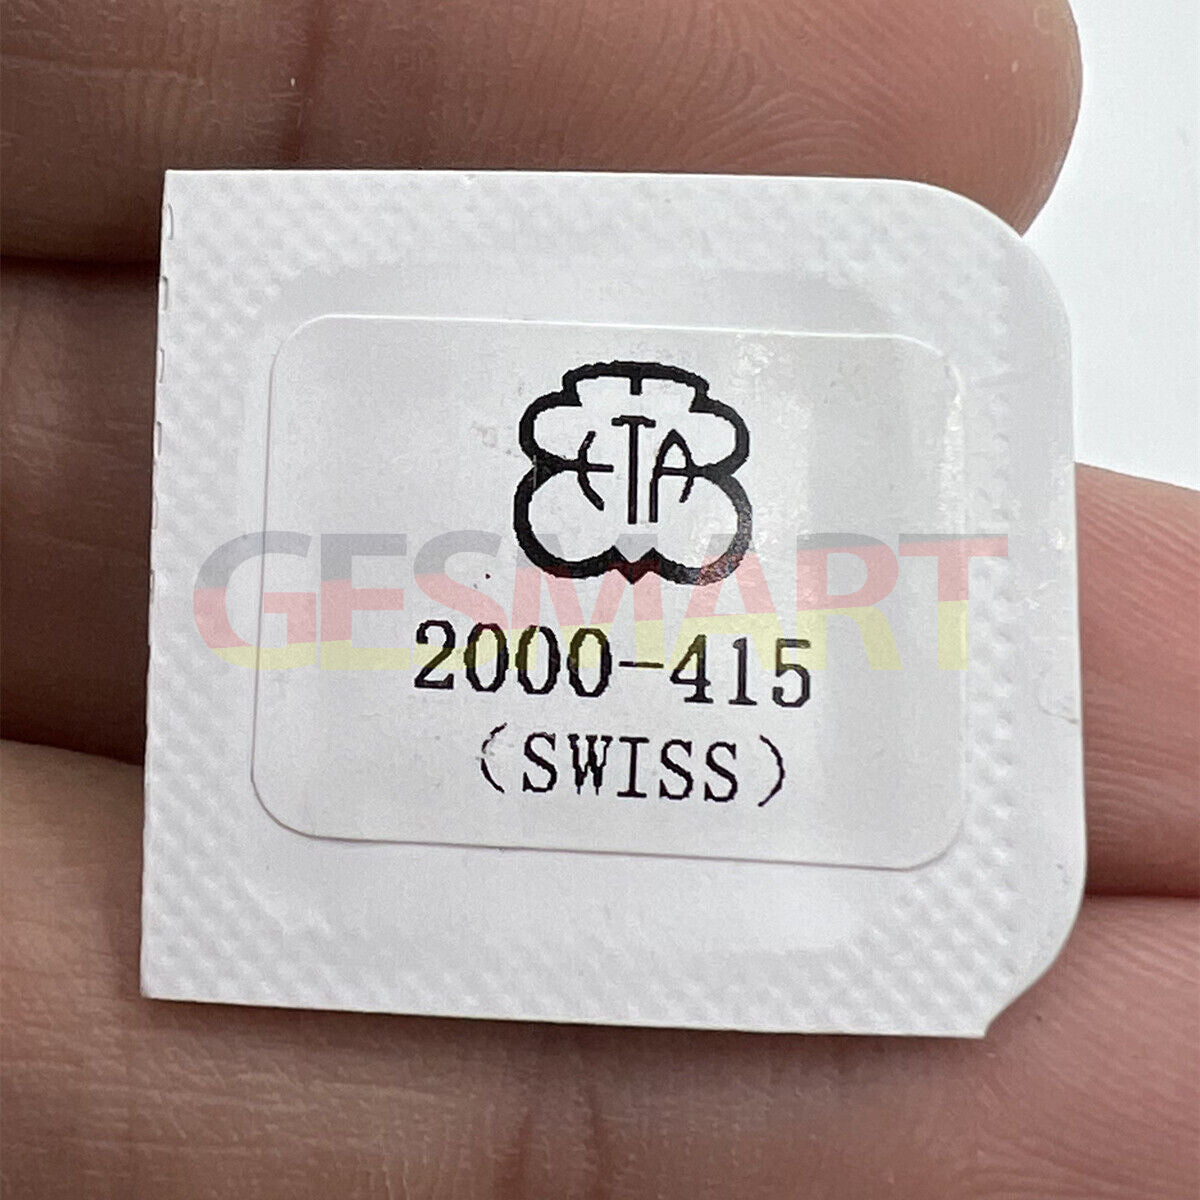 ETA
GESMART
2000-415
(SWISS)